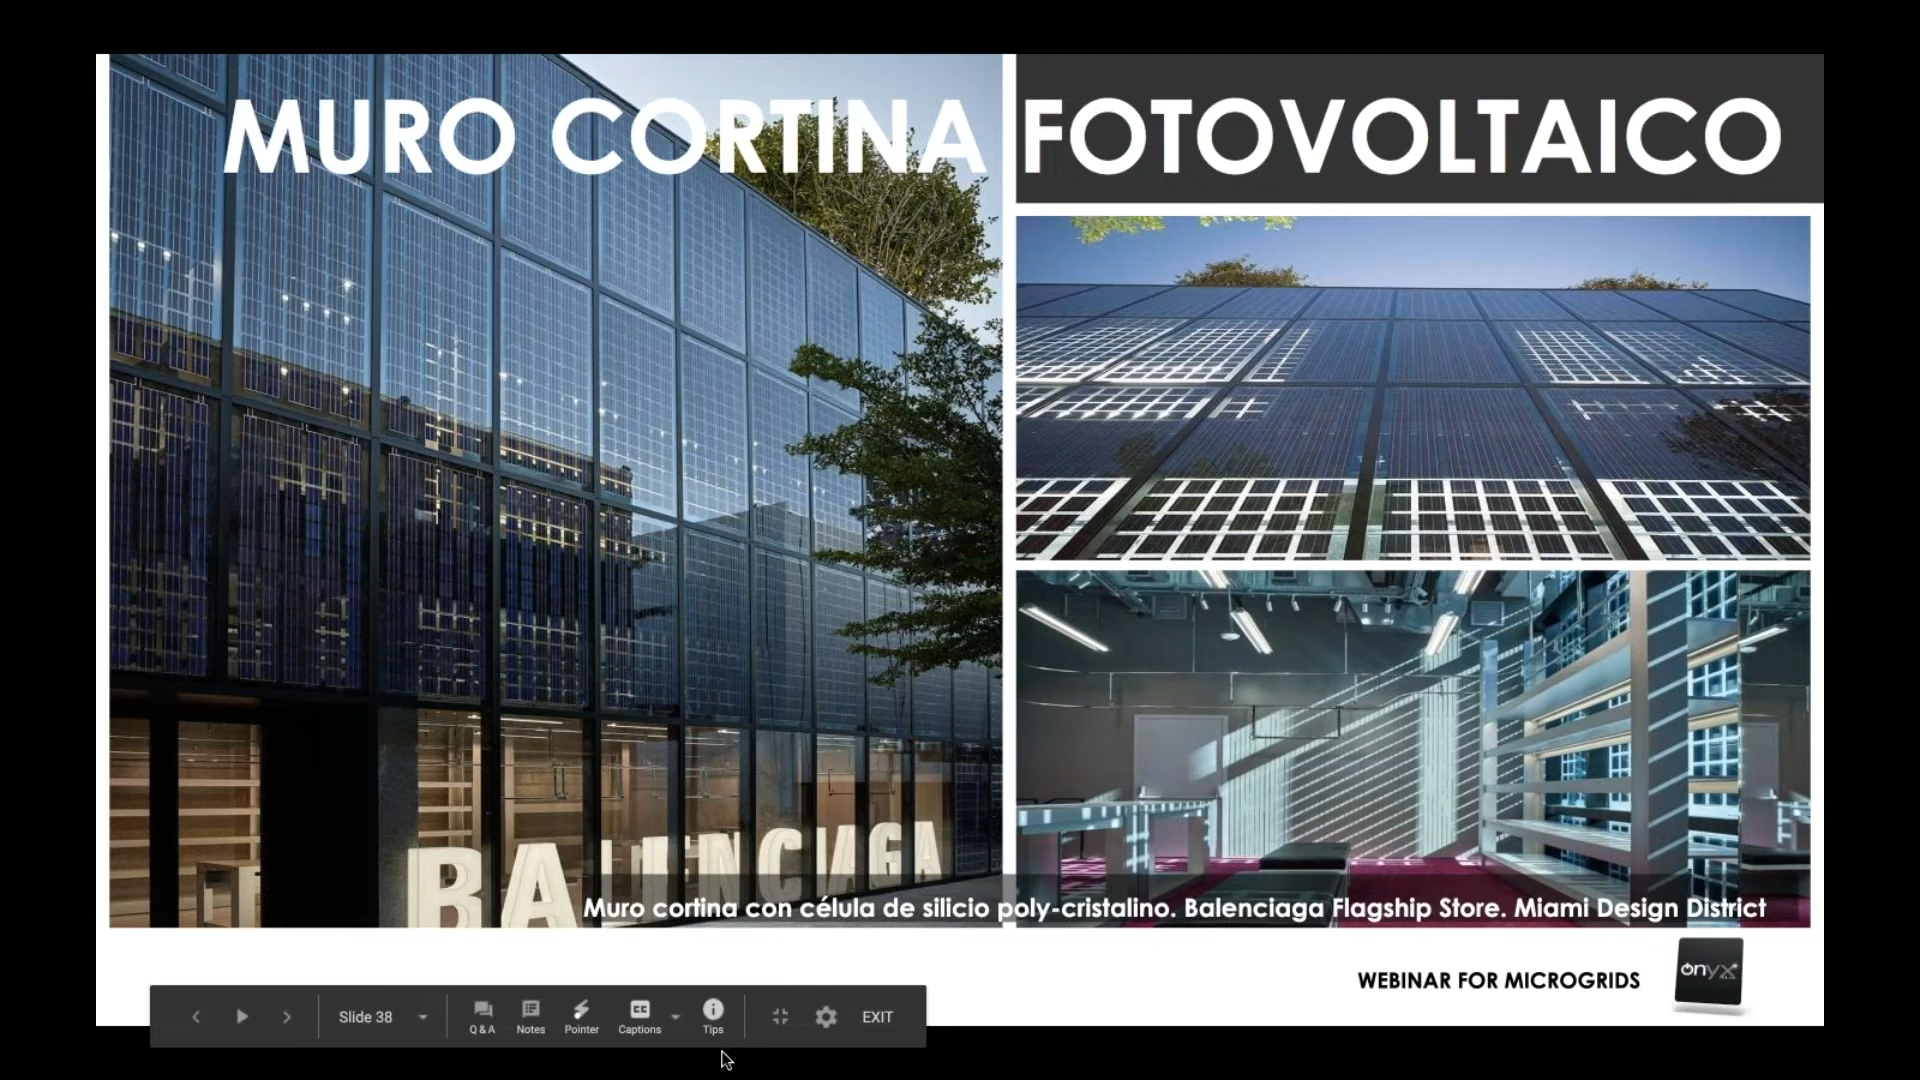 MURO CORTINA FOTOVOLTAICO
BALENCIAGA
Muro cortina con célula de silicio poly-cristalino. Balenciaga Flagship Store. Miami Design District
WEBINAR FOR MICROGRIDS
onyx
Slide 38
Q & A
Notes
Pointer
CC
Captions
Tips
EXIT